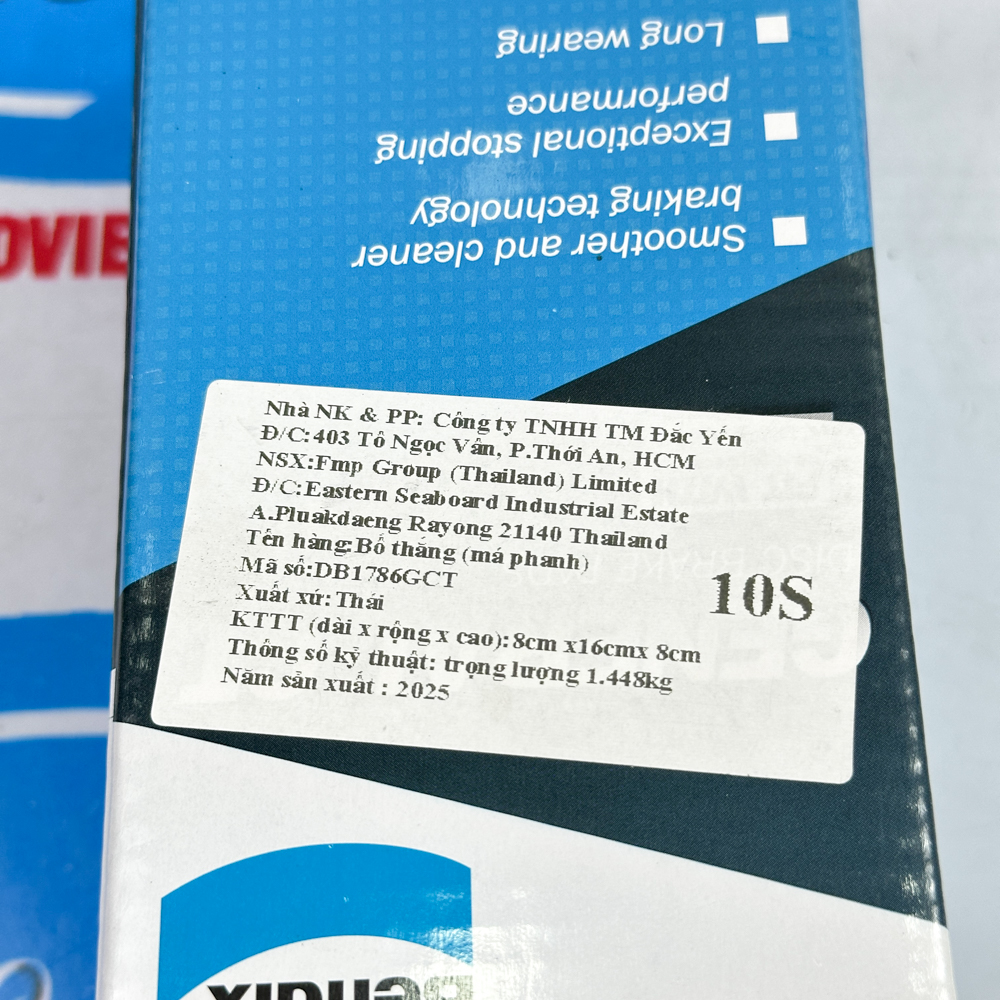 Long wearing
Exceptional stopping
performance
Smoother and cleaner
braking technology
OVIE
Nhà NK & PP: Công ty TNHH TM Đắc Yến
Đ/C:403 Tô Ngọc Vân, P.Thới An, HCM
NSX:Fmp Group (Thailand) Limited
Đ/C:Eastern Seaboard Industrial Estate
A.Pluakdaeng Rayong 21140 Thailand
Tên hàng:Bố thắng (má phanh)
Mã số:DB1786GCT
10S
Xuất xứ: Thái
KTTT (dài x rộng x cao): 8cm x16cmx 8cm
Thông số kỹ thuật: trọng lượng 1.448kg
Năm sản xuất : 2025
Bendix